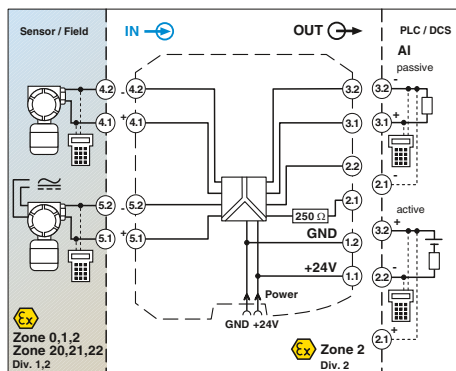 Sensor / Field
IN
OUT
PLC / DCS
AI
passive
4.2 - 4.2
4.1 + 4.1
3.2
3.1
2.2
2.1
3.2 -
3.1 +
2.1 -
5.2 - 5.2
5.1 + 5.1
250 Ω
GND
1.2
+24V
1.1
Power
GND +24V
active
3.2 +
2.2 -
2.1 +
Ex
Zone 0,1,2
Zone 20,21,22
Div. 1,2
Ex
Zone 2
Div. 2